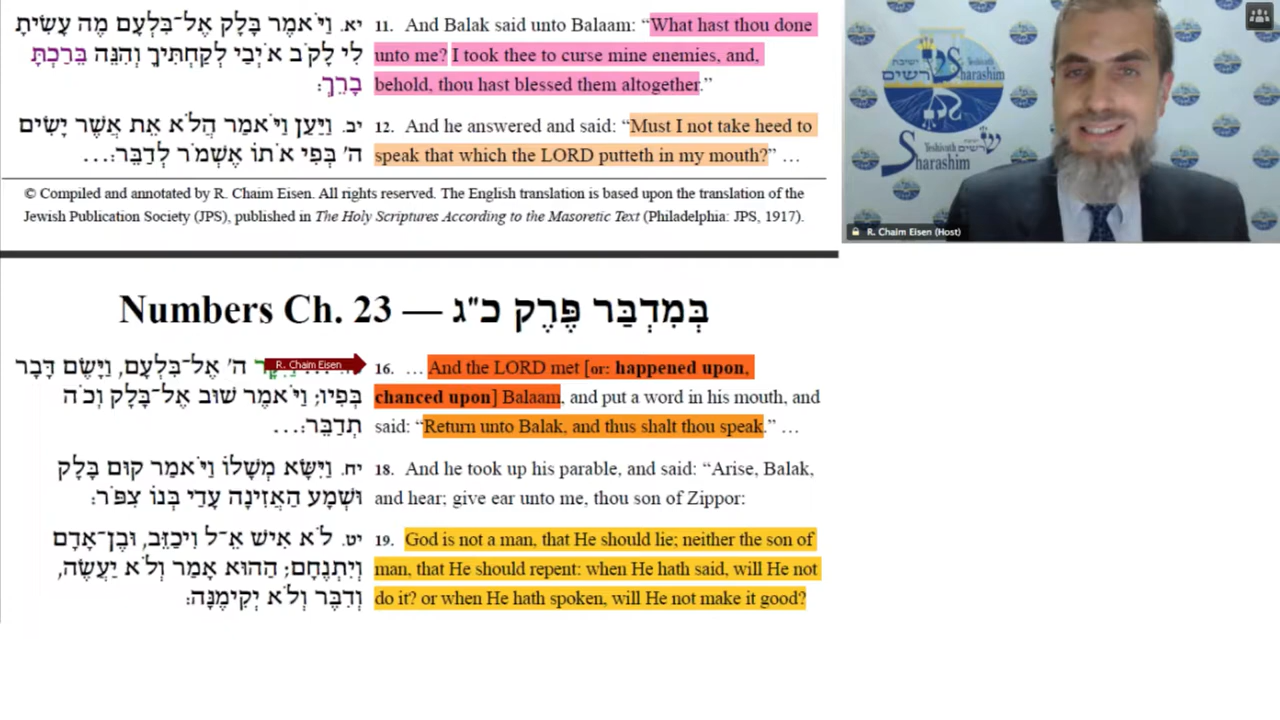 יא. וַיֹּאמֶר בָּלָק אֶל־בִּלְעָם מֶה עָשִׂיתָ
לִי לָקֹב אֹיְבַי לְקַחְתִּיךָ וְהִנֵּה בֵּרַכְתָּ
בָרֵךְ:
11. And Balak said unto Balaam: “What hast thou done
unto me? I took thee to curse mine enemies, and,
behold, thou hast blessed them altogether.”
יב. וַיַּעַן וַיֹּאמַר הֲלֹא אֵת אֲשֶׁר יָשִׂים
ה' בְּפִי אֹתוֹ אֶשְׁמֹר לְדַבֵּר:…
12. And he answered and said: “Must I not take heed to
speak that which the LORD putteth in my mouth?” …
© Compiled and annotated by R. Chaim Eisen. All rights reserved. The English translation is based upon the translation of the
Jewish Publication Society (JPS), published in The Holy Scriptures According to the Masoretic Text (Philadelphia: JPS, 1917).
Numbers Ch. 23 — בְּמִדְבַּר פֶּרֶק כ"ג
ה' אֶל־בִּלְעָם, וַיָּשֶׂם דָּבָר
בְּפִיו; וַיֹּאמֶר שׁוּב אֶל־בָּלָק וְכֹה
תְדַבֵּר:…
R. Chaim Eisen
16. … And the LORD met [or: happened upon,
chanced upon] Balaam, and put a word in his mouth, and
said: “Return unto Balak, and thus shalt thou speak.” …
יח. וַיִּשָּׂא מְשָׁלוֹ וַיֹּאמַר קוּם בָּלָק
וּשְׁמָע הַאֲזִינָה עָדַי בְּנוֹ צִפֹּר:
18. And he took up his parable, and said: “Arise, Balak,
and hear; give ear unto me, thou son of Zippor:
יט. לֹא אִישׁ אֵ־ל וִיכַזֵּב, וּבֶן־אָדָם
וְיִתְנֶחָם; הַהוּא אָמַר וְלֹא יַעֲשֶׂה,
וְדִבֶּר וְלֹא יְקִימֶנָּה:
19. God is not a man, that He should lie; neither the son of
man, that He should repent: when He hath said, will He not
do it? or when He hath spoken, will He not make it good?
ישיבת
שרשים
Sharashim
Yeshivath
Sharashim
R. Chaim Eisen (Host)